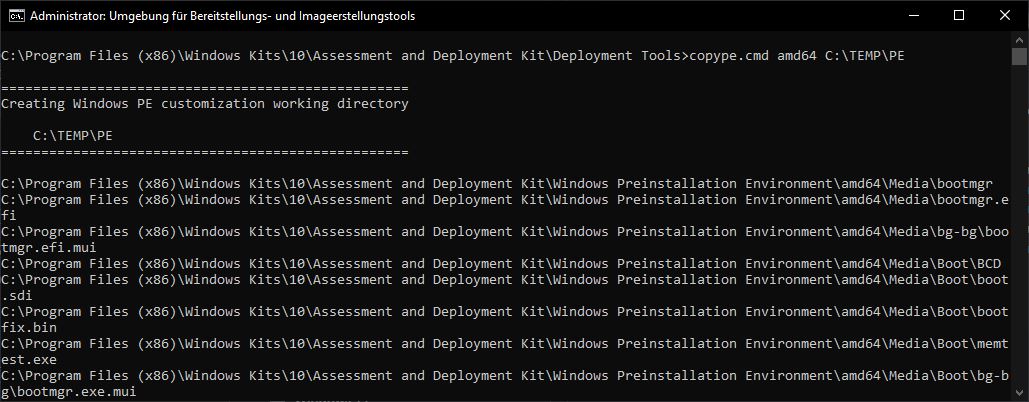 Administrator: Umgebung für Bereitstellungs- und Imageerstellungstools
C:\Program Files (x86)\Windows Kits\10\Assessment and Deployment Kit\Deployment Tools>copype.cmd amd64 C:\TEMP\PE
===================================================
Creating Windows PE customization working directory
C:\TEMP\PE
===================================================
C:\Program Files (x86)\Windows Kits\10\Assessment and Deployment Kit\Windows Preinstallation Environment\amd64\Media\bootmgr
C:\Program Files (x86)\Windows Kits\10\Assessment and Deployment Kit\Windows Preinstallation Environment\amd64\Media\bootmgr.e
fi
C:\Program Files (x86)\Windows Kits\10\Assessment and Deployment Kit\Windows Preinstallation Environment\amd64\Media\bg-bg\boo
tmgr.efi.mui
C:\Program Files (x86)\Windows Kits\10\Assessment and Deployment Kit\Windows Preinstallation Environment\amd64\Media\Boot\BCD
C:\Program Files (x86)\Windows Kits\10\Assessment and Deployment Kit\Windows Preinstallation Environment\amd64\Media\Boot\boot
.sdi
C:\Program Files (x86)\Windows Kits\10\Assessment and Deployment Kit\Windows Preinstallation Environment\amd64\Media\Boot\boot
fix.bin
C:\Program Files (x86)\Windows Kits\10\Assessment and Deployment Kit\Windows Preinstallation Environment\amd64\Media\Boot\memt
est.exe
C:\Program Files (x86)\Windows Kits\10\Assessment and Deployment Kit\Windows Preinstallation Environment\amd64\Media\Boot\bg-b
g\bootmgr.exe.mui